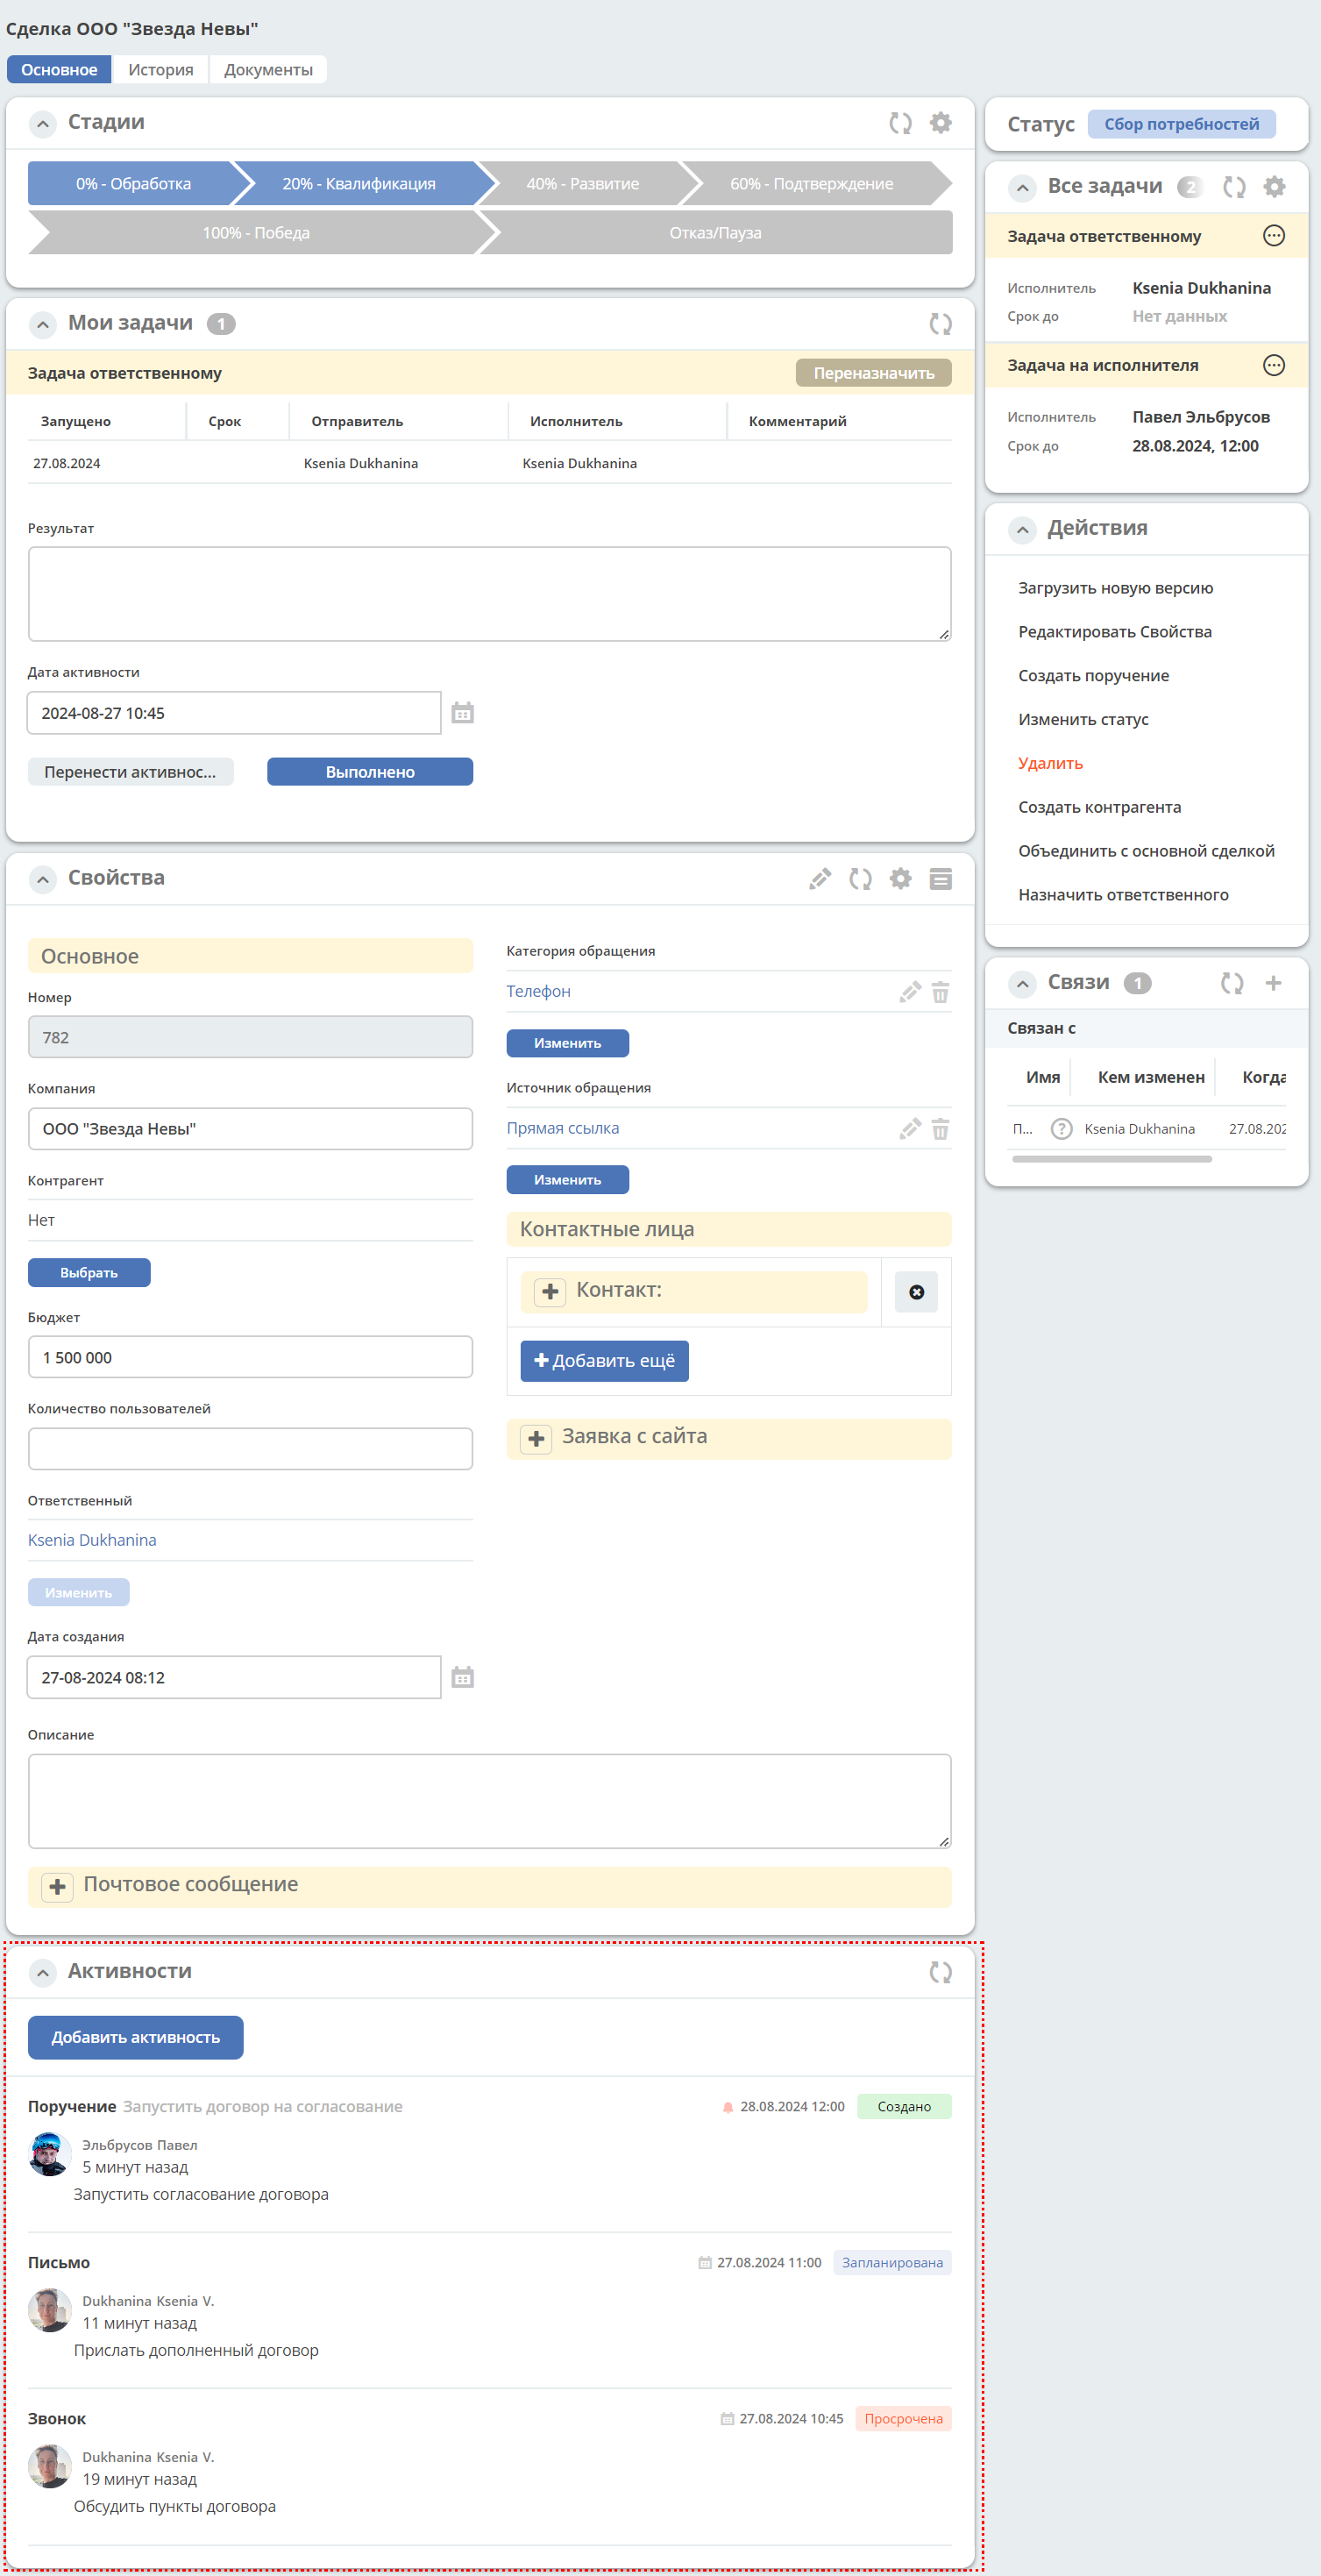 Сделка ООО "Звезда Невы"
Основное
История
Документы
Стадии
0% - Обработка
20% - Квалификация
40% - Развитие
60% - Подтверждение
100% - Победа
Отказ/Пауза
Мои задачи 1
Задача ответственному
Переназначить
Запущено Срок Отправитель Исполнитель Комментарий
27.08.2024 Ksenia Dukhanina Ksenia Dukhanina
Результат
Дата активности
2024-08-27 10:45
Перенести активнос...
Выполнено
Свойства
Основное
Номер
782
Компания
ООО "Звезда Невы"
Контрагент
Нет
Выбрать
Бюджет
1 500 000
Количество пользователей
Ответственный
Ksenia Dukhanina
Изменить
Дата создания
27-08-2024 08:12
Категория обращения
Телефон
Изменить
Источник обращения
Прямая ссылка
Изменить
Контактные лица
Контакт:
Добавить ещё
Заявка с сайта
Описание
Почтовое сообщение
Активности
Добавить активность
Поручение Запустить договор на согласование 28.08.2024 12:00 Создано
Эльбрусов Павел
5 минут назад
Запустить согласование договора
Письмо 27.08.2024 11:00 Запланирована
Dukhanina Ksenia V.
11 минут назад
Прислать дополненный договор
Звонок 27.08.2024 10:45 Просрочена
Dukhanina Ksenia V.
19 минут назад
Обсудить пункты договора
Статус Сбор потребностей
Все задачи 2
Задача ответственному
Исполнитель Ksenia Dukhanina
Срок до Нет данных
Задача на исполнителя
Исполнитель Павел Эльбрусов
Срок до 28.08.2024, 12:00
Действия
Загрузить новую версию
Редактировать Свойства
Создать поручение
Изменить статус
Удалить
Создать контрагента
Объединить с основной сделкой
Назначить ответственного
Связи 1
Связан с
Имя Кем изменен Когда
П... ? Ksenia Dukhanina 27.08.202